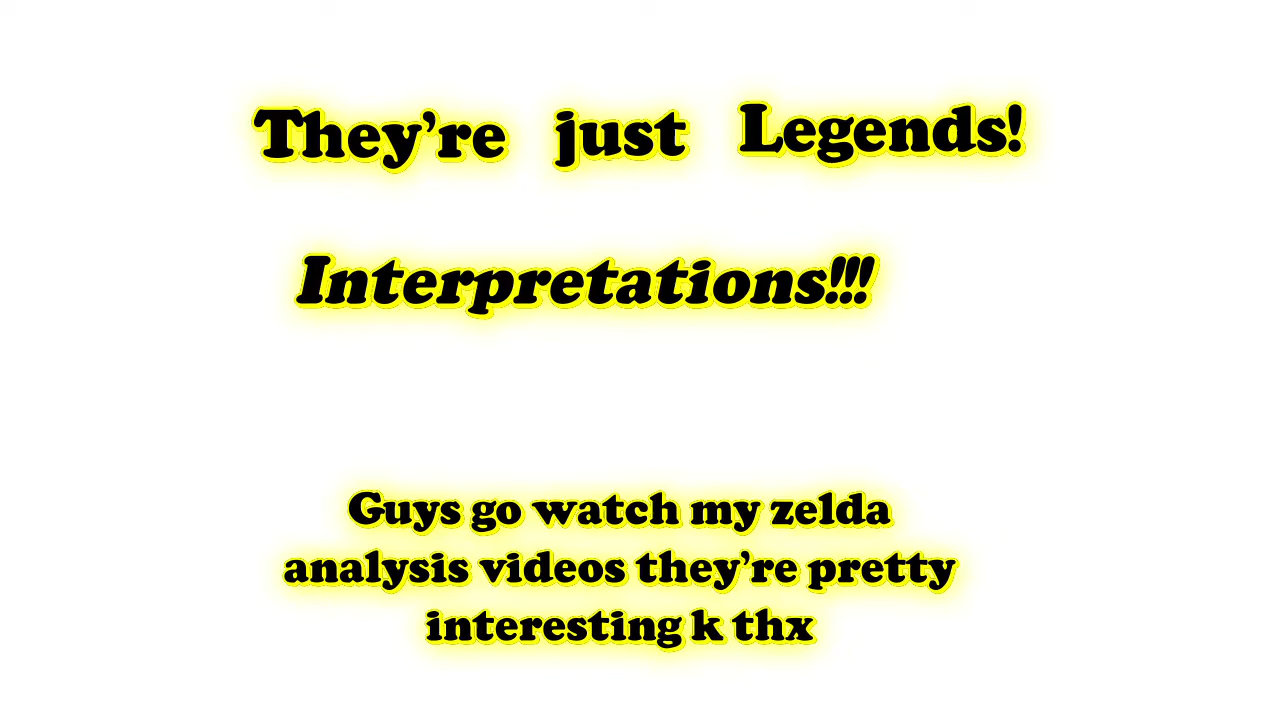 They’re just Legends!
Interpretations!!!
Guys go watch my zelda
analysis videos they’re pretty
interesting k thx